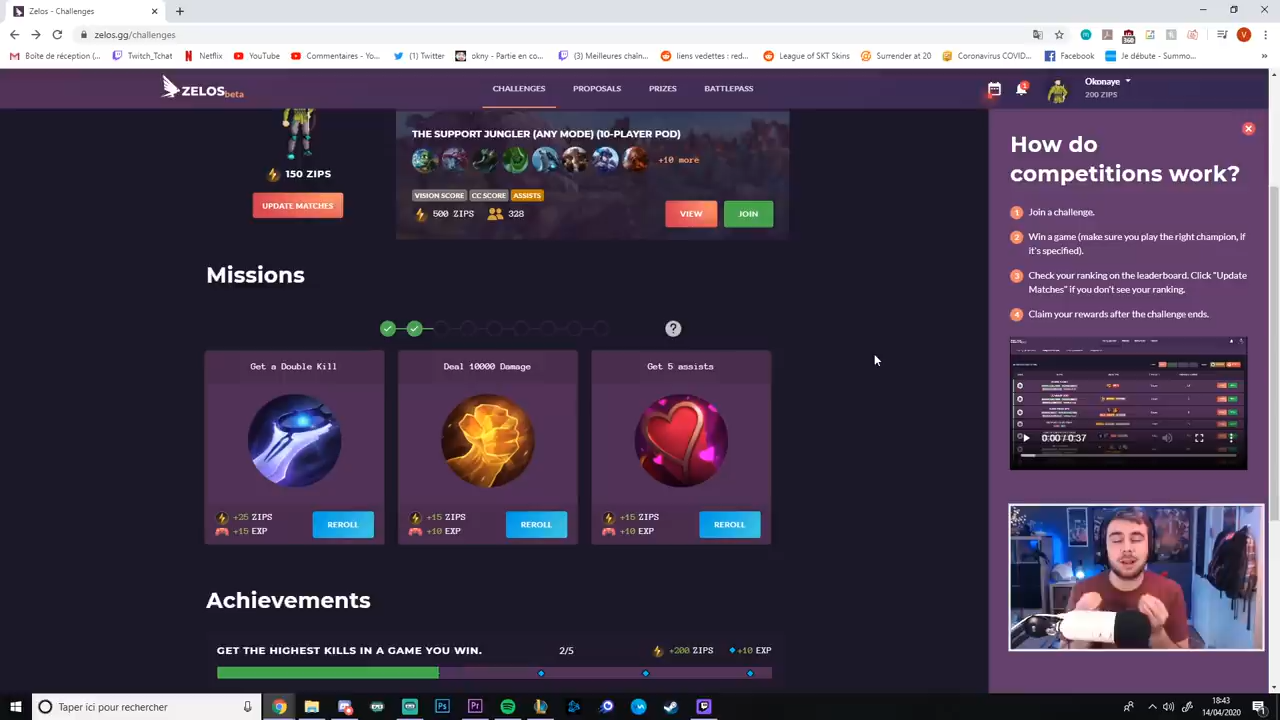 Zelos - Challenges
zelos.gg/challenges
Boîte de réception (...
Twitch_Tchat
Netflix
YouTube
Commentaires - Yo...
Twitter
okny - Partie en co...
(3) Meilleures chaîn...
liens vedettes : red...
League of SKT Skins
Surrender at 20
Coronavirus COVID...
Facebook
Je débute - Summo...
ZELOS beta
CHALLENGES
PROPOSALS
PRIZES
BATTLEPASS
1
Okonaye
200 ZIPS
THE SUPPORT JUNGLER (ANY MODE) (10-PLAYER POD)
+10 more
150 ZIPS
UPDATE MATCHES
VISION SCORE
CC SCORE
ASSISTS
500 ZIPS
328
VIEW
JOIN
Missions
?
Get a Double Kill
+25 ZIPS
+15 EXP
REROLL
Deal 10000 Damage
+15 ZIPS
+10 EXP
REROLL
Get 5 assists
+15 ZIPS
+10 EXP
REROLL
Achievements
GET THE HIGHEST KILLS IN A GAME YOU WIN.
2/5
+200 ZIPS
+10 EXP
How do
competitions work?
1 Join a challenge.
2 Win a game (make sure you play the right champion, if
it's specified).
3 Check your ranking on the leaderboard. Click "Update
Matches" if you don't see your ranking.
4 Claim your rewards after the challenge ends.
0:00 / 0:37
Taper ici pour rechercher
18:43
14/04/2020